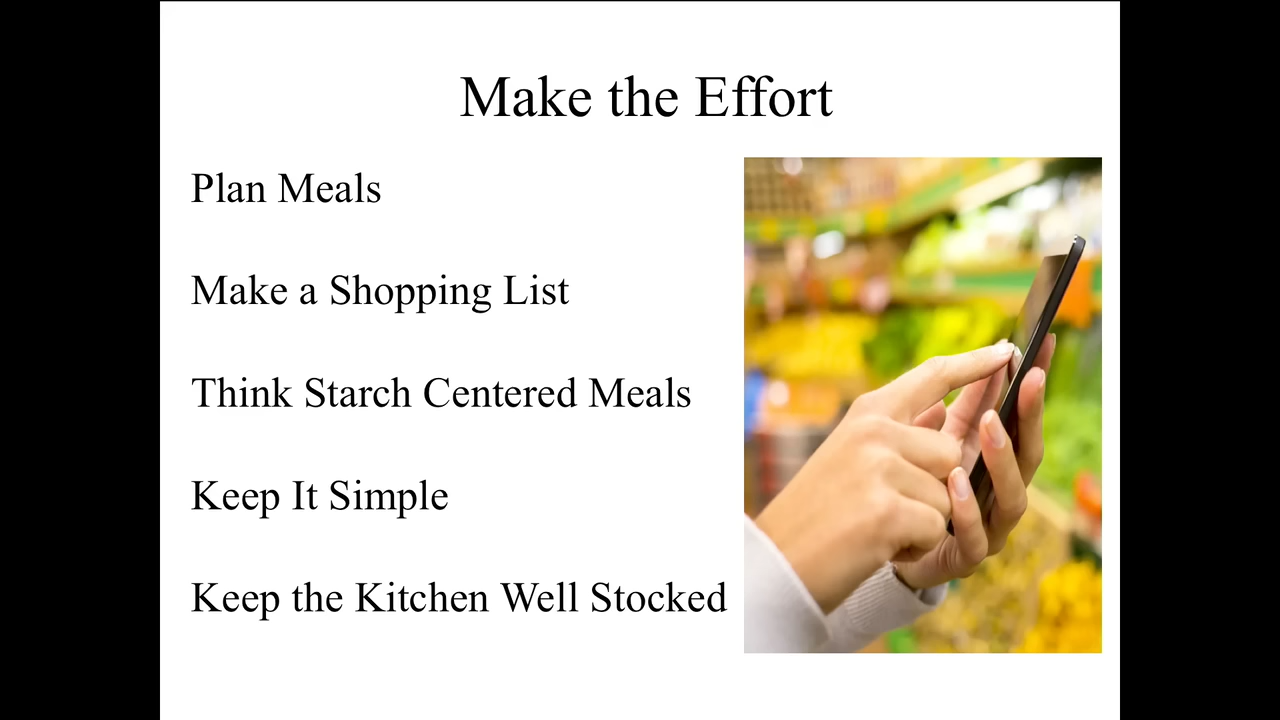 Make the Effort
Plan Meals
Make a Shopping List
Think Starch Centered Meals
Keep It Simple
Keep the Kitchen Well Stocked